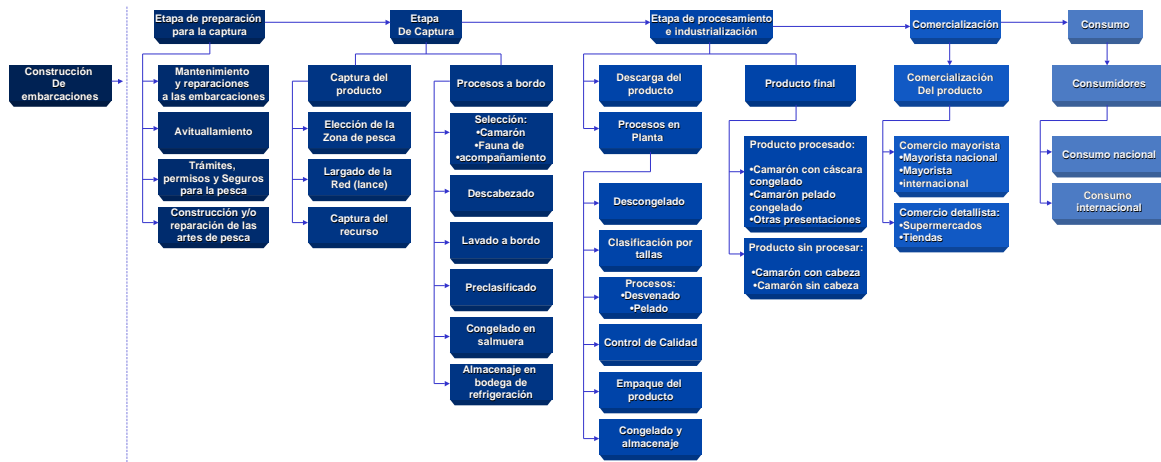 Construcción
De
embarcaciones
Etapa de preparación
para la captura
Mantenimiento
y reparaciones
a las embarcaciones
Avituallamiento
Trámites,
permisos y Seguros
para la pesca
Construcción y/o
reparación de las
artes de pesca
Etapa
De Captura
Captura del
producto
Elección de la
Zona de pesca
Largado de la
Red (lance)
Captura del
recurso
Procesos a bordo
Selección:
•Camarón
•Fauna de
•acompañamiento
Descabezado
Lavado a bordo
Preclasificado
Congelado en
salmuera
Almacenaje en
bodega de
refrigeración
Etapa de procesamiento
e industrialización
Descarga del
producto
Procesos en
Planta
Descongelado
Clasificación por
tallas
Procesos:
•Desvenado
•Pelado
Control de Calidad
Empaque del
producto
Congelado y
almacenaje
Producto final
Producto procesado:
•Camarón con cáscara
congelado
•Camarón pelado
congelado
•Otras presentaciones
Producto sin procesar:
•Camarón con cabeza
•Camarón sin cabeza
Comercialización
Comercialización
Del producto
Comercio mayorista
•Mayorista nacional
•Mayorista
•internacional
Comercio detallista:
•Supermercados
•Tiendas
Consumo
Consumidores
Consumo nacional
Consumo
internacional